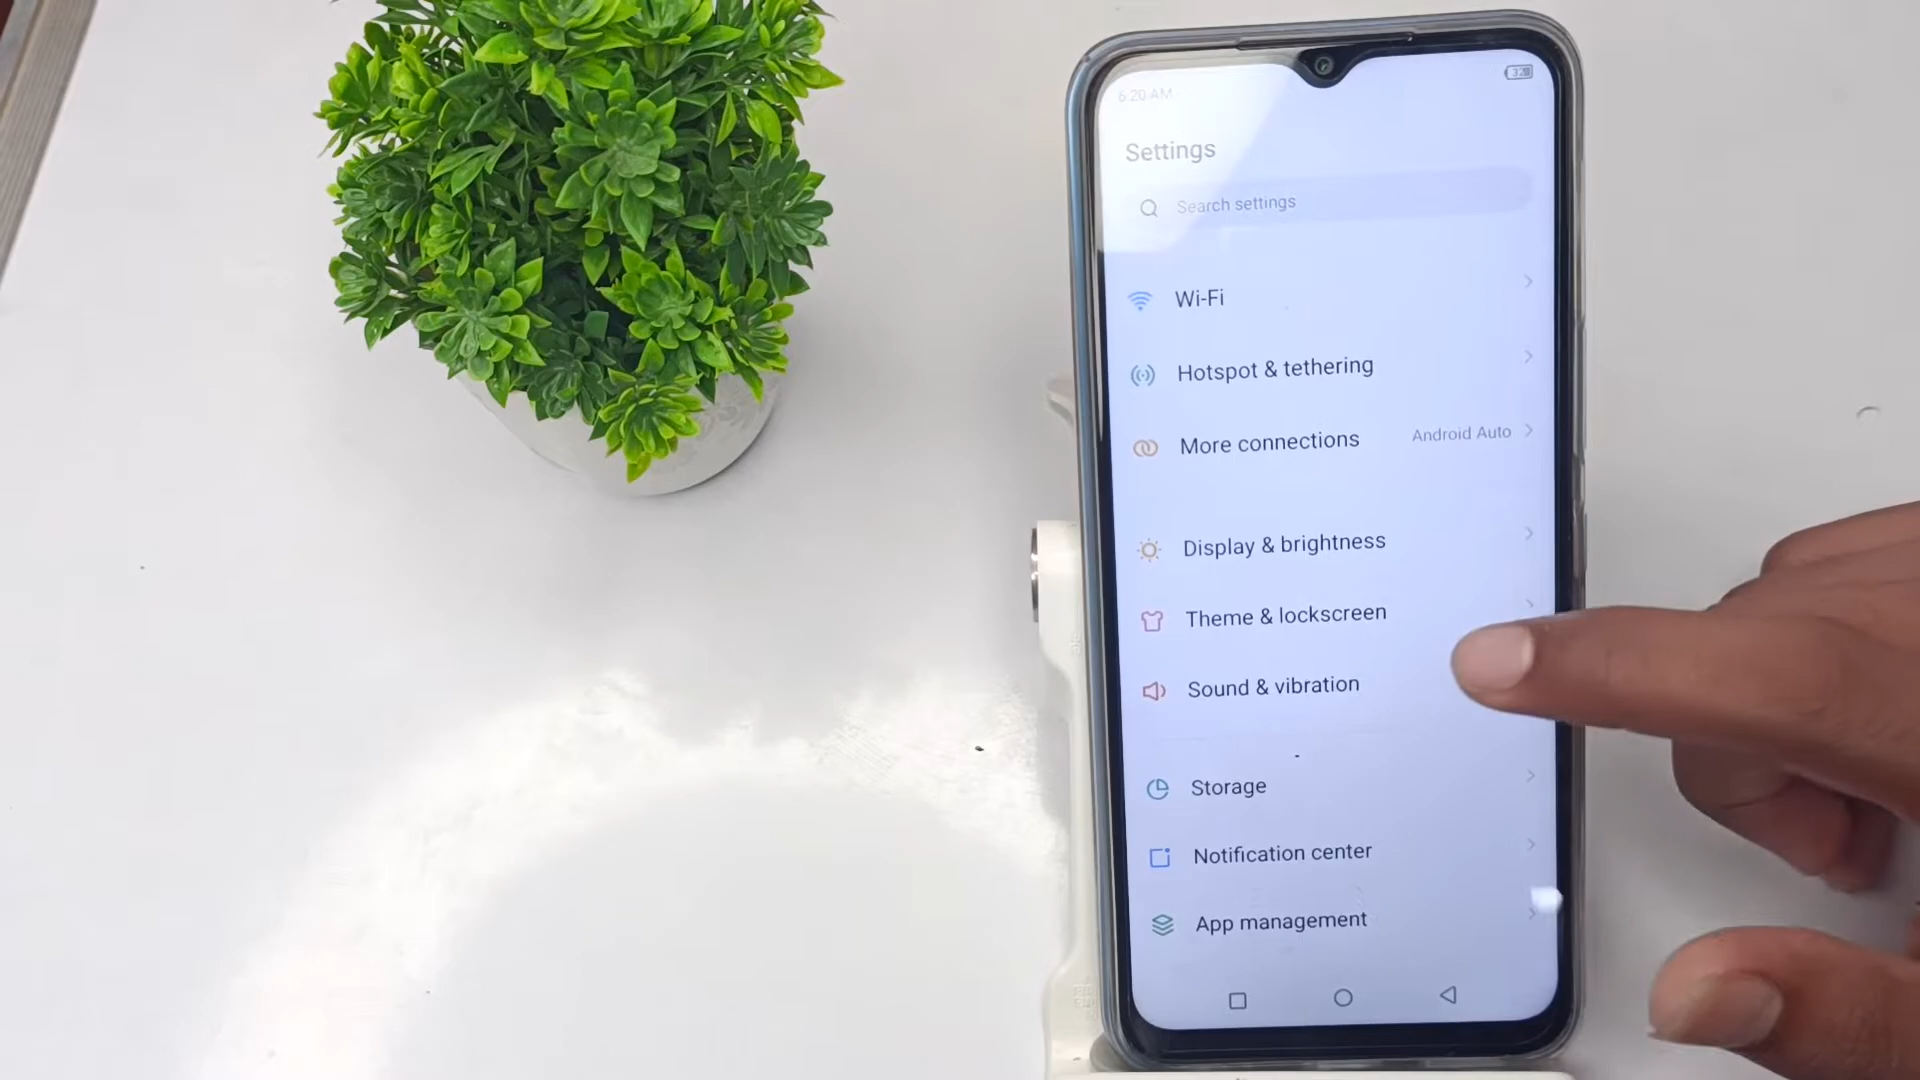 6:20 AM
Settings
Search settings
Wi-Fi
Hotspot & tethering
More connections Android Auto
Display & brightness
Theme & lockscreen
Sound & vibration
Storage
Notification center
App management